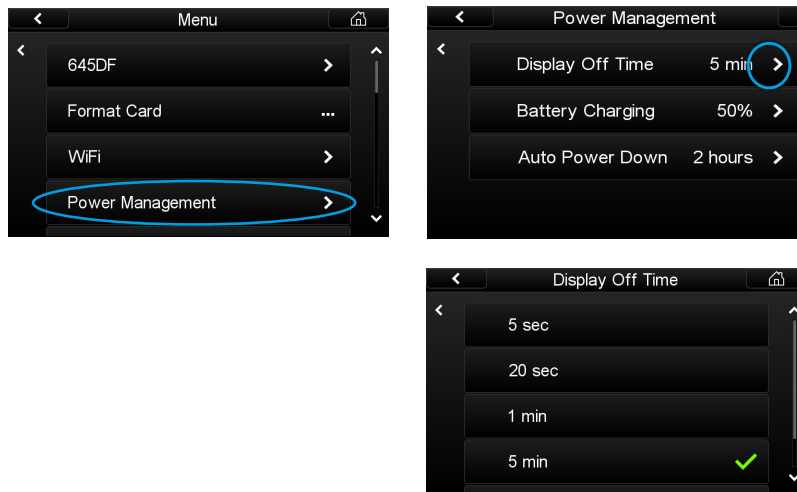 Menu
645DF
Format Card ...
WiFi
Power Management
Power Management
Display Off Time 5 min
Battery Charging 50%
Auto Power Down 2 hours
Display Off Time
5 sec
20 sec
1 min
5 min